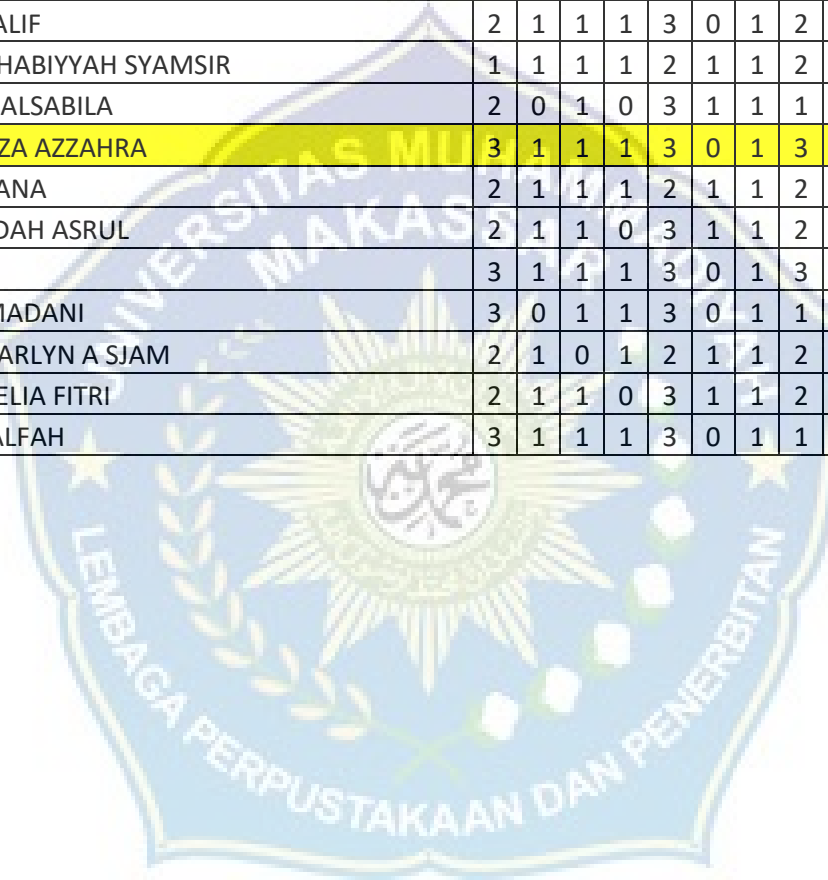 ALIF 2 1 1 1 3 0 1 2
HABIYYAH SYAMSIR 1 1 1 1 2 1 1 2
ALSABILA 2 0 1 0 3 1 1 1
ZA AZZAHRA 3 1 1 1 3 0 1 3
ANA 2 1 1 1 2 1 1 2
DAH ASRUL 2 1 1 0 3 1 1 2
3 1 1 1 3 0 1 3
MADANI 3 0 1 1 3 0 1 1
ARLYN A SJAM 2 1 0 1 2 1 1 2
ELIA FITRI 2 1 1 0 3 1 1 2
ALFAH 3 1 1 1 3 0 1 1
UNIVERSITAS MUHAMMADIYAH
MAKASSAR
LEMBAGA PERPUSTAKAAN DAN PENERBITAN